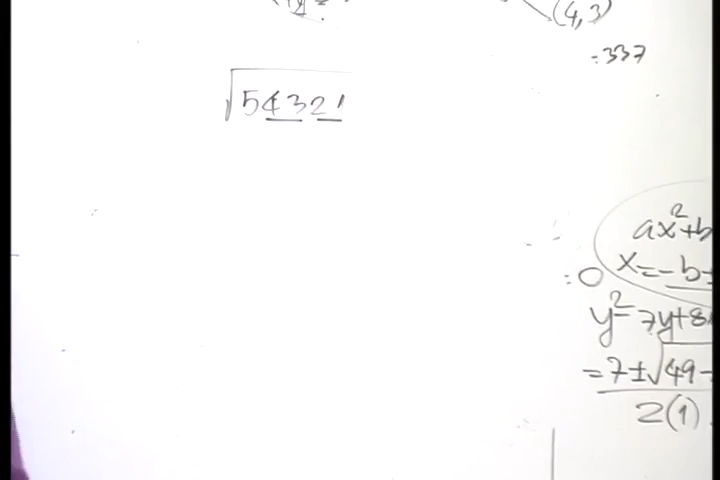 (4,3)
=337
√54321
ax²+b
x=-b±
=0
y²-7y+8
=7±√49-
2(1)